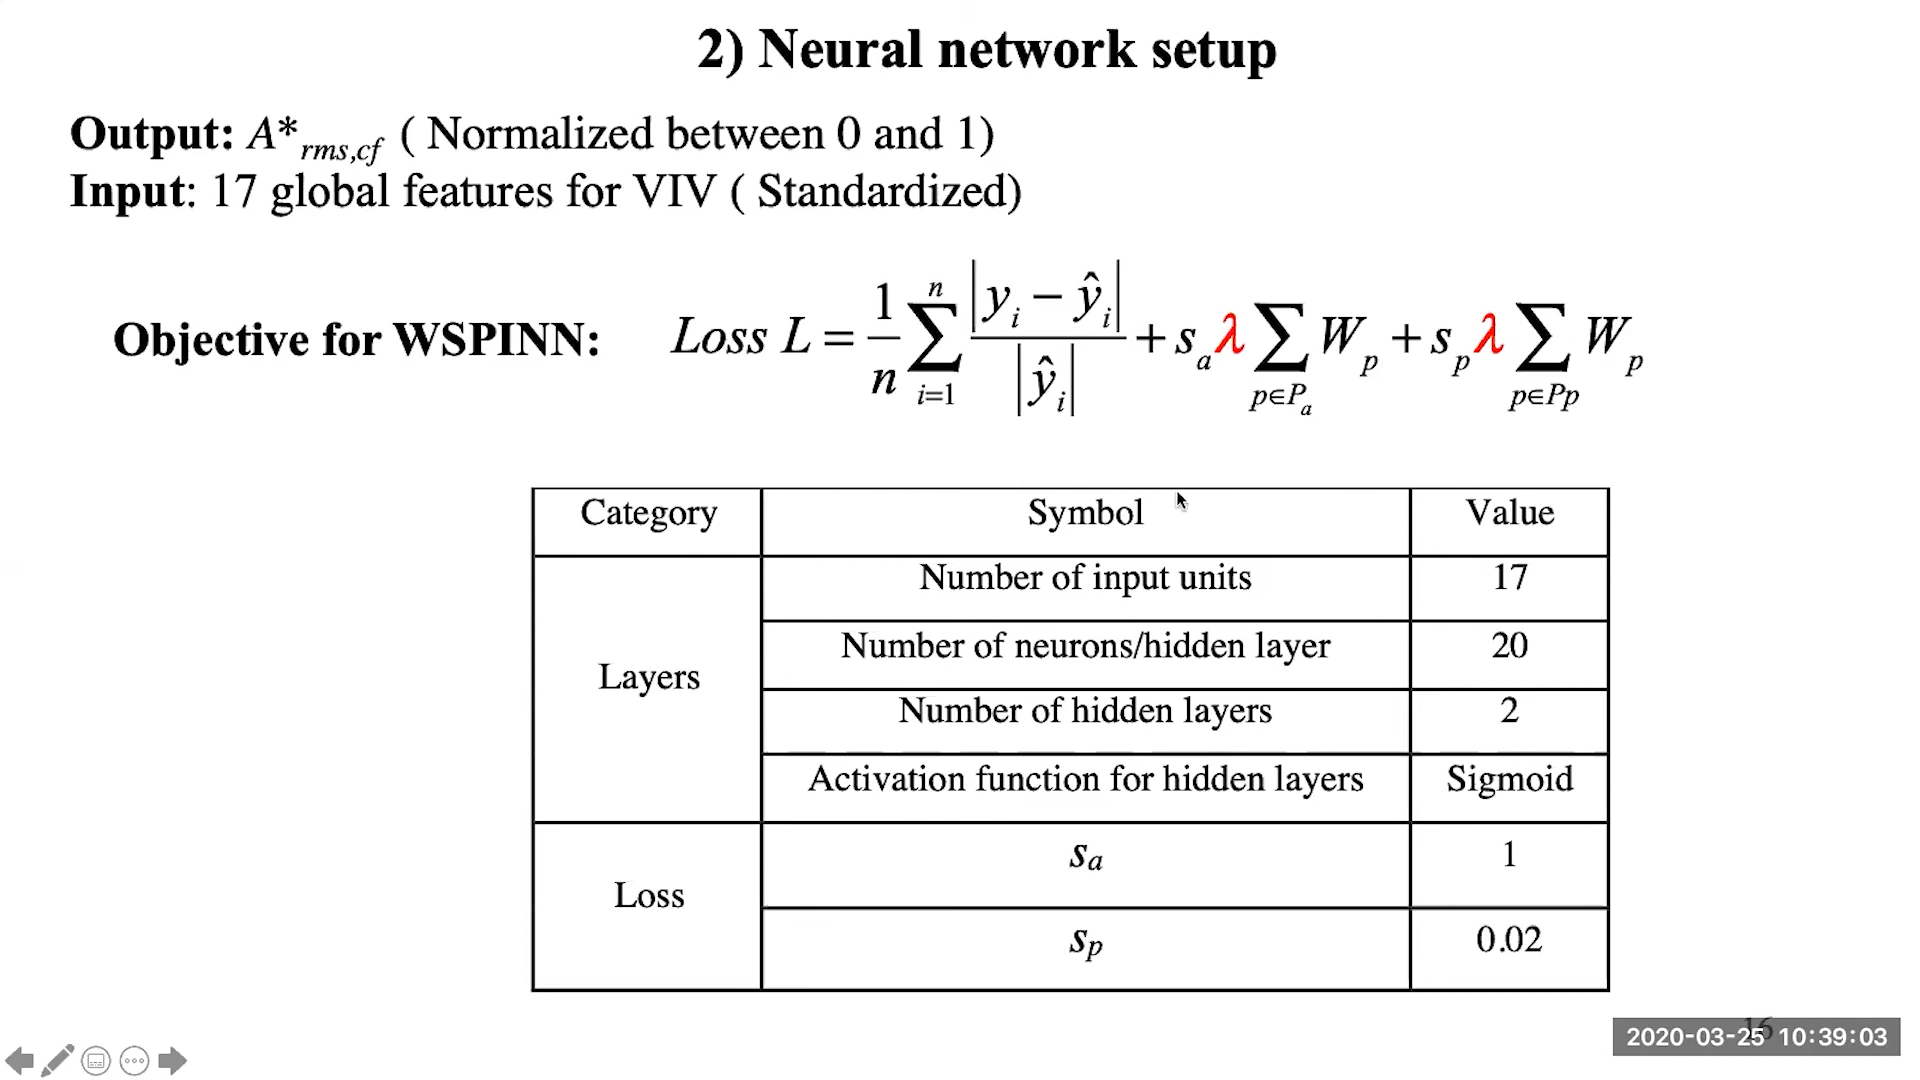 2) Neural network setup
Output: A*rms,cf ( Normalized between 0 and 1)
Input: 17 global features for VIV ( Standardized)
Objective for WSPINN: Loss L = 1/n ∑_{i=1}^{n} |y_i − ŷ_i| / |ŷ_i| + s_a λ ∑_{p∈P_a} W_p + s_p λ ∑_{p∈Pp} W_p
Category Symbol Value
Layers
Number of input units 17
Number of neurons/hidden layer 20
Number of hidden layers 2
Activation function for hidden layers Sigmoid
Loss
s_a 1
s_p 0.02
16
2020-03-25 10:39:03